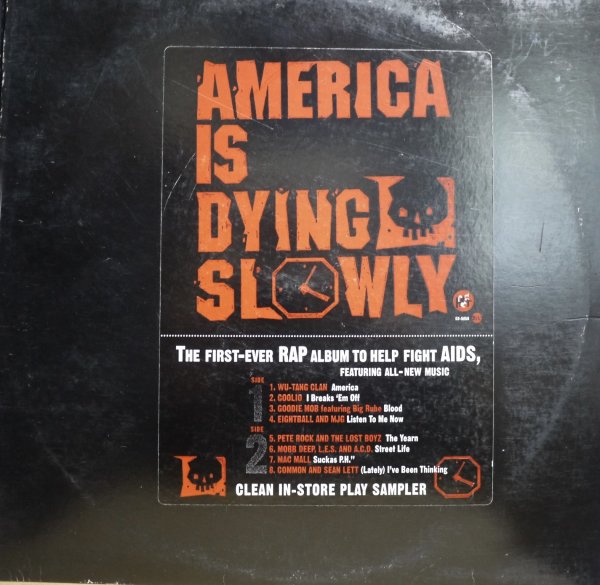 AMERICA
IS
DYING
SLOWLY
THE FIRST-EVER RAP ALBUM TO HELP FIGHT AIDS,
FEATURING ALL-NEW MUSIC
SIDE
1
1. WU-TANG CLAN America
2. COOLIO I Breaks 'Em Off
3. GOODIE MOB featuring Big Rube Blood
4. EIGHTBALL AND MJG Listen To Me Now
SIDE
2
5. PETE ROCK AND THE LOST BOYZ The Yearn
6. MOBB DEEP, L.E.S. AND A.C.D. Street Life
7. MAC MALL Suckas P.H."
8. COMMON AND SEAN LETT (Lately) I've Been Thinking
CLEAN IN-STORE PLAY SAMPLER